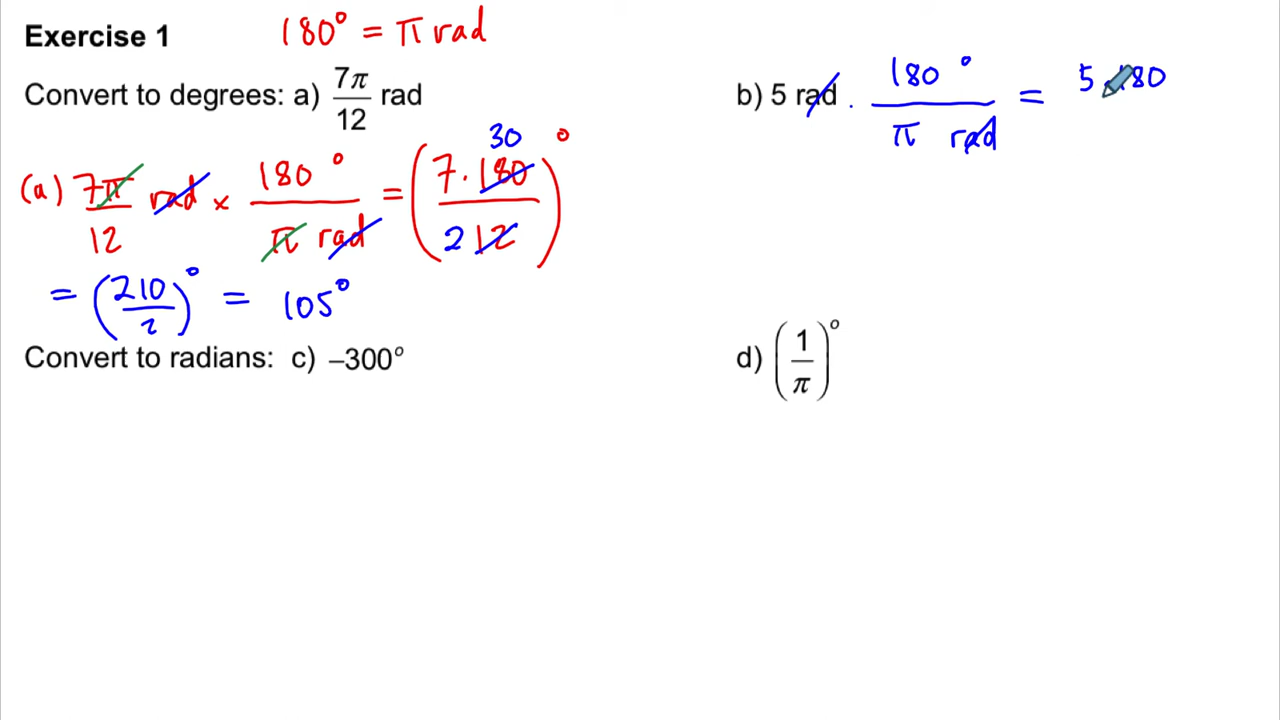 Exercise 1 180° = π rad
Convert to degrees: a) 7π/12 rad
(a) 7π/12 rad × 180°/π rad = (7·180/12)° 30 2
= (210/2)° = 105°
b) 5 rad · 180°/π rad = 5 180
Convert to radians: c) –300°
d) (1/π)°